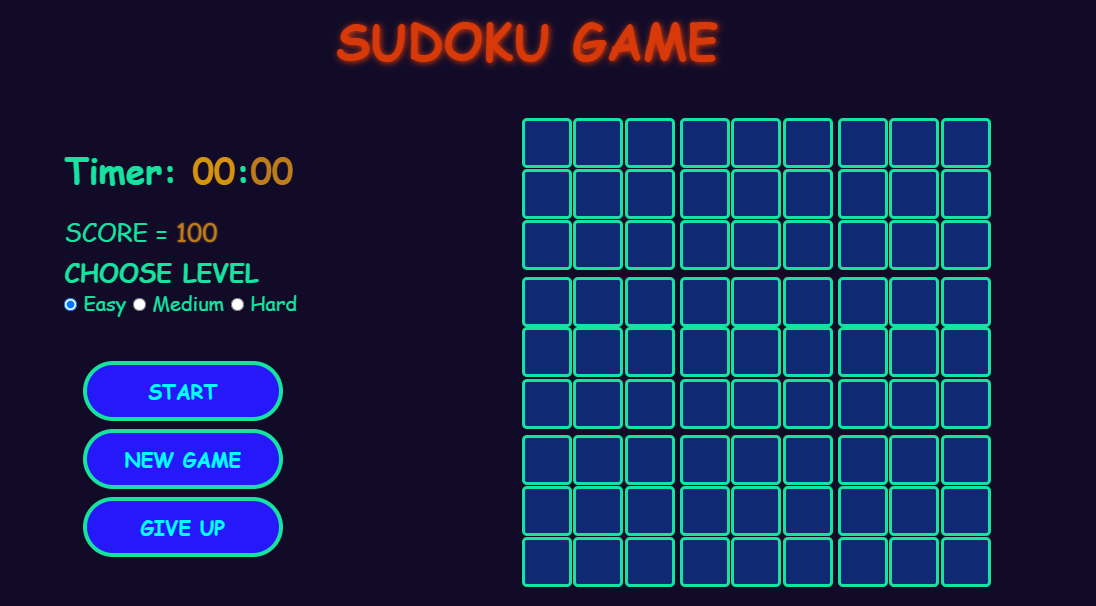 SUDOKU GAME
Timer: 00:00
SCORE = 100
CHOOSE LEVEL
Easy Medium Hard
START
NEW GAME
GIVE UP